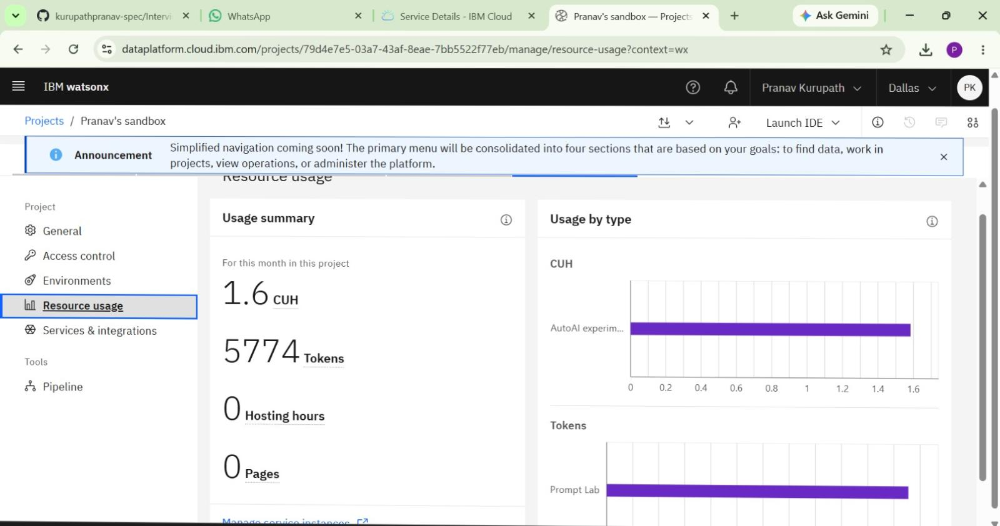 kurupathpranav-spec/Intervi
WhatsApp
Service Details - IBM Cloud
Pranav's sandbox — Projects
Ask Gemini
dataplatform.cloud.ibm.com/projects/79d4e7e5-03a7-43af-8eae-7bb5522f77eb/manage/resource-usage?context=wx
P
IBM watsonx
Pranav Kurupath
Dallas
PK
Projects / Pranav's sandbox
Launch IDE
Announcement
Simplified navigation coming soon! The primary menu will be consolidated into four sections that are based on your goals: to find data, work in
projects, view operations, or administer the platform.
Resource usage
Project
General
Access control
Environments
Resource usage
Services & integrations
Tools
Pipeline
Usage summary
For this month in this project
1.6 CUH
5774 Tokens
0 Hosting hours
0 Pages
Manage service instances
Usage by type
CUH
AutoAI experim...
0 0.2 0.4 0.6 0.8 1 1.2 1.4 1.6
Tokens
Prompt Lab